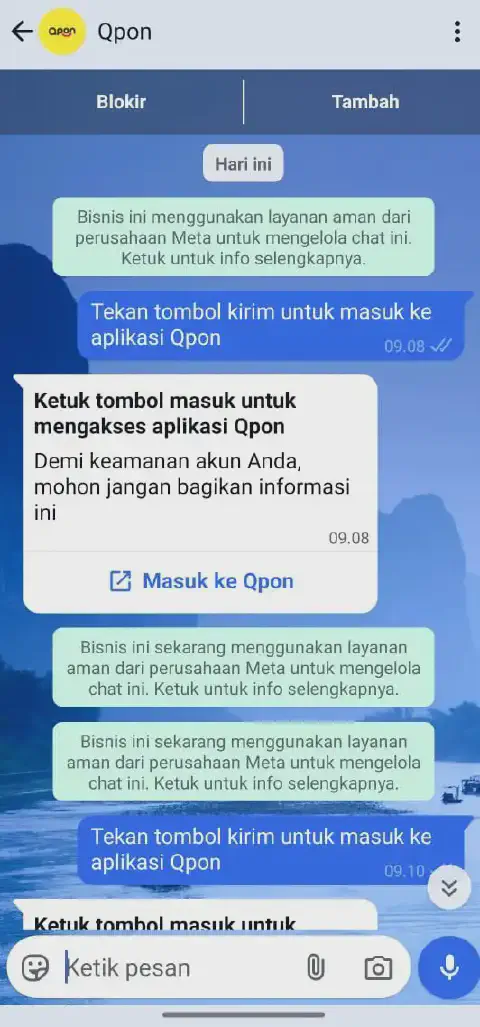 Qpon
Qpon
Blokir
Tambah
Hari ini
Bisnis ini menggunakan layanan aman dari
perusahaan Meta untuk mengelola chat ini.
Ketuk untuk info selengkapnya.
Tekan tombol kirim untuk masuk ke
aplikasi Qpon
09.08
Ketuk tombol masuk untuk
mengakses aplikasi Qpon
Demi keamanan akun Anda,
mohon jangan bagikan informasi
ini
09.08
Masuk ke Qpon
Bisnis ini sekarang menggunakan layanan
aman dari perusahaan Meta untuk mengelola
chat ini. Ketuk untuk info selengkapnya.
Bisnis ini sekarang menggunakan layanan
aman dari perusahaan Meta untuk mengelola
chat ini. Ketuk untuk info selengkapnya.
Tekan tombol kirim untuk masuk ke
aplikasi Qpon
09.10
Ketuk tombol masuk untuk
Ketik pesan